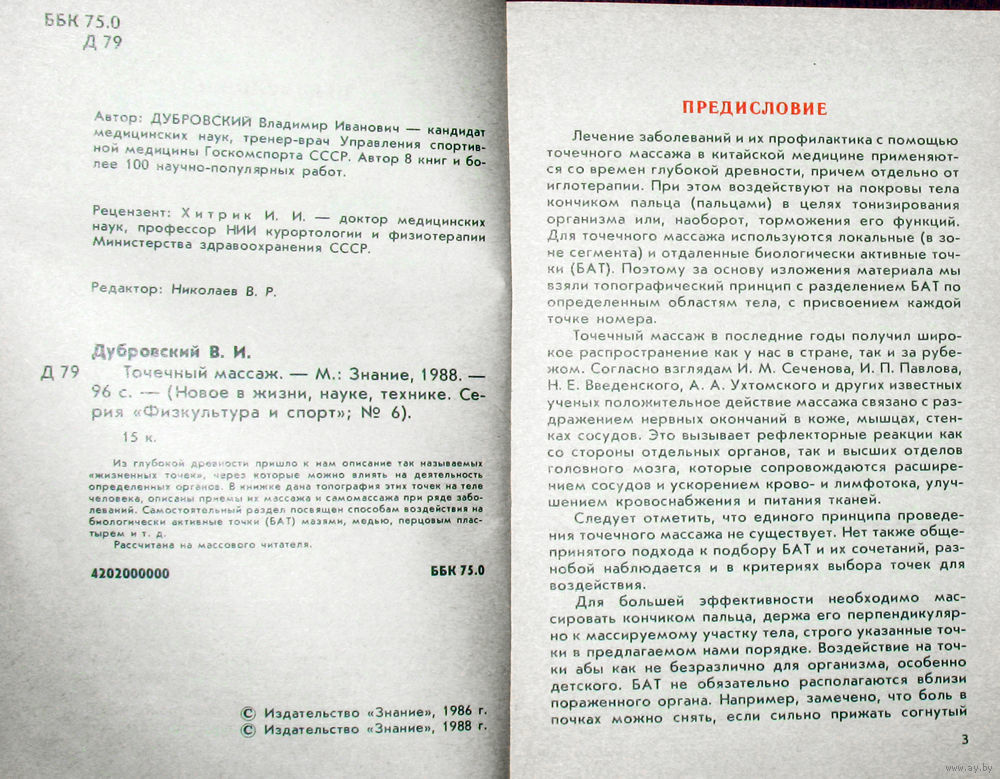 ББК 75.0
Д 79
Автор: ДУБРОВСКИЙ Владимир Иванович — кандидат
медицинских наук, тренер-врач Управления спортив-
ной медицины Госкомспорта СССР. Автор 8 книг и бо-
лее 100 научно-популярных работ.
Рецензент: Хитрик И. И. — доктор медицинских
наук, профессор НИИ курортологии и физиотерапии
Министерства здравоохранения СССР.
Редактор: Николаев В. Р.
Дубровский В. И.
Д 79 Точечный массаж. — М.: Знание, 1988. —
96 с. — (Новое в жизни, науке, технике. Се-
рия «Физкультура и спорт»; № 6).
15 к.
Из глубокой древности пришло к нам описание так называемых
«жизненных точек», через которые можно влиять на деятельность
определенных органов. В книжке дана топография этих точек на теле
человека, описаны приемы их массажа и самомассажа при ряде забо-
леваний. Самостоятельный раздел посвящен способам воздействия на
биологически активные точки (БАТ) мазями, медью, перцовым плас-
тырем и т. д.
Рассчитана на массового читателя.
4202000000 ББК 75.0
© Издательство «Знание», 1986 г.
© Издательство «Знание», 1988 г.
ПРЕДИСЛОВИЕ
Лечение заболеваний и их профилактика с помощью
точечного массажа в китайской медицине применяют-
ся со времен глубокой древности, причем отдельно от
иглотерапии. При этом воздействуют на покровы тела
кончиком пальца (пальцами) в целях тонизирования
организма или, наоборот, торможения его функций.
Для точечного массажа используются локальные (в зо-
не сегмента) и отдаленные биологически активные точ-
ки (БАТ). Поэтому за основу изложения материала мы
взяли топографический принцип с разделением БАТ по
определенным областям тела, с присвоением каждой
точке номера.
Точечный массаж в последние годы получил широ-
кое распространение как у нас в стране, так и за рубе-
жом. Согласно взглядам И. М. Сеченова, И. П. Павлова,
Н. Е. Введенского, А. А. Ухтомского и других известных
ученых положительное действие массажа связано с раз-
дражением нервных окончаний в коже, мышцах, стен-
ках сосудов. Это вызывает рефлекторные реакции как
со стороны отдельных органов, так и высших отделов
головного мозга, которые сопровождаются расшире-
нием сосудов и ускорением крово- и лимфотока, улуч-
шением кровоснабжения и питания тканей.
Следует отметить, что единого принципа проведе-
ния точечного массажа не существует. Нет также обще-
принятого подхода к подбору БАТ и их сочетаний, раз-
нобой наблюдается и в критериях выбора точек для
воздействия.
Для большей эффективности необходимо мас-
сировать кончиком пальца, держа его перпендикуляр-
но к массируемому участку тела, строго указанные точ-
ки в предлагаемом нами порядке. Воздействие на точ-
ки абы как не безразлично для организма, особенно
детского. БАТ не обязательно располагаются вблизи
пораженного органа. Например, замечено, что боль в
почках можно снять, если сильно прижать согнутый
3
www.ay.by